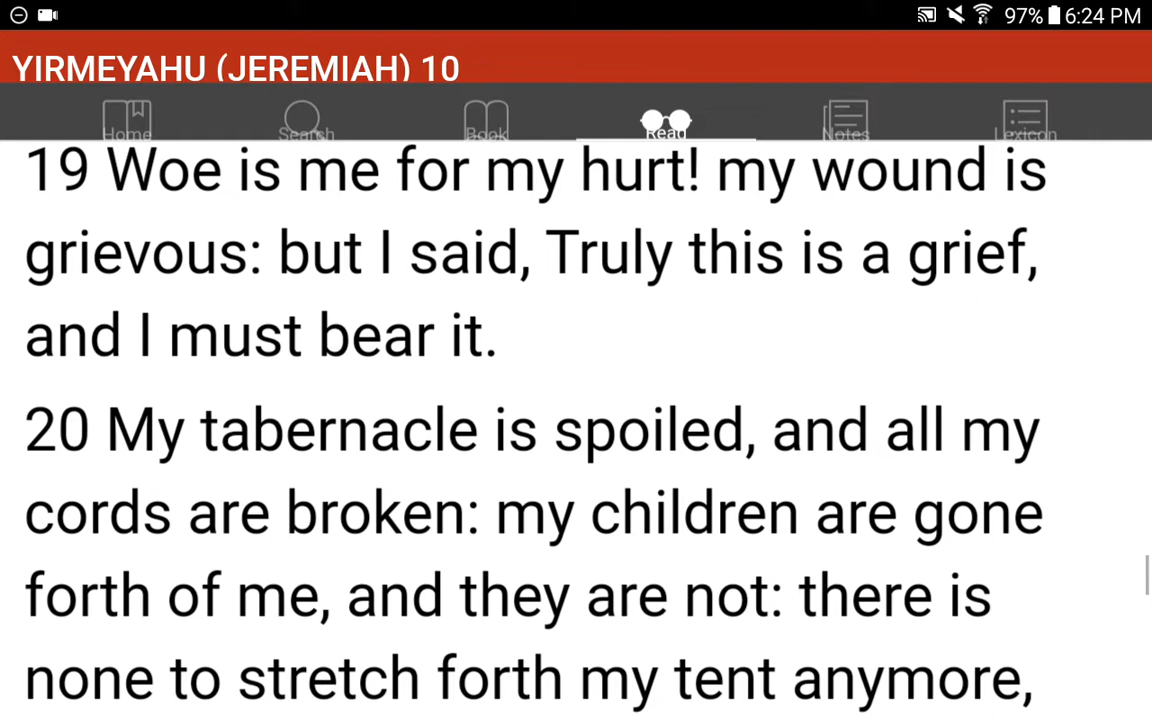 97% 6:24 PM
YIRMEYAHU (JEREMIAH) 10
Home Search Book Read Notes Lexicon
19 Woe is me for my hurt! my wound is
grievous: but I said, Truly this is a grief,
and I must bear it.
20 My tabernacle is spoiled, and all my
cords are broken: my children are gone
forth of me, and they are not: there is
none to stretch forth my tent anymore,